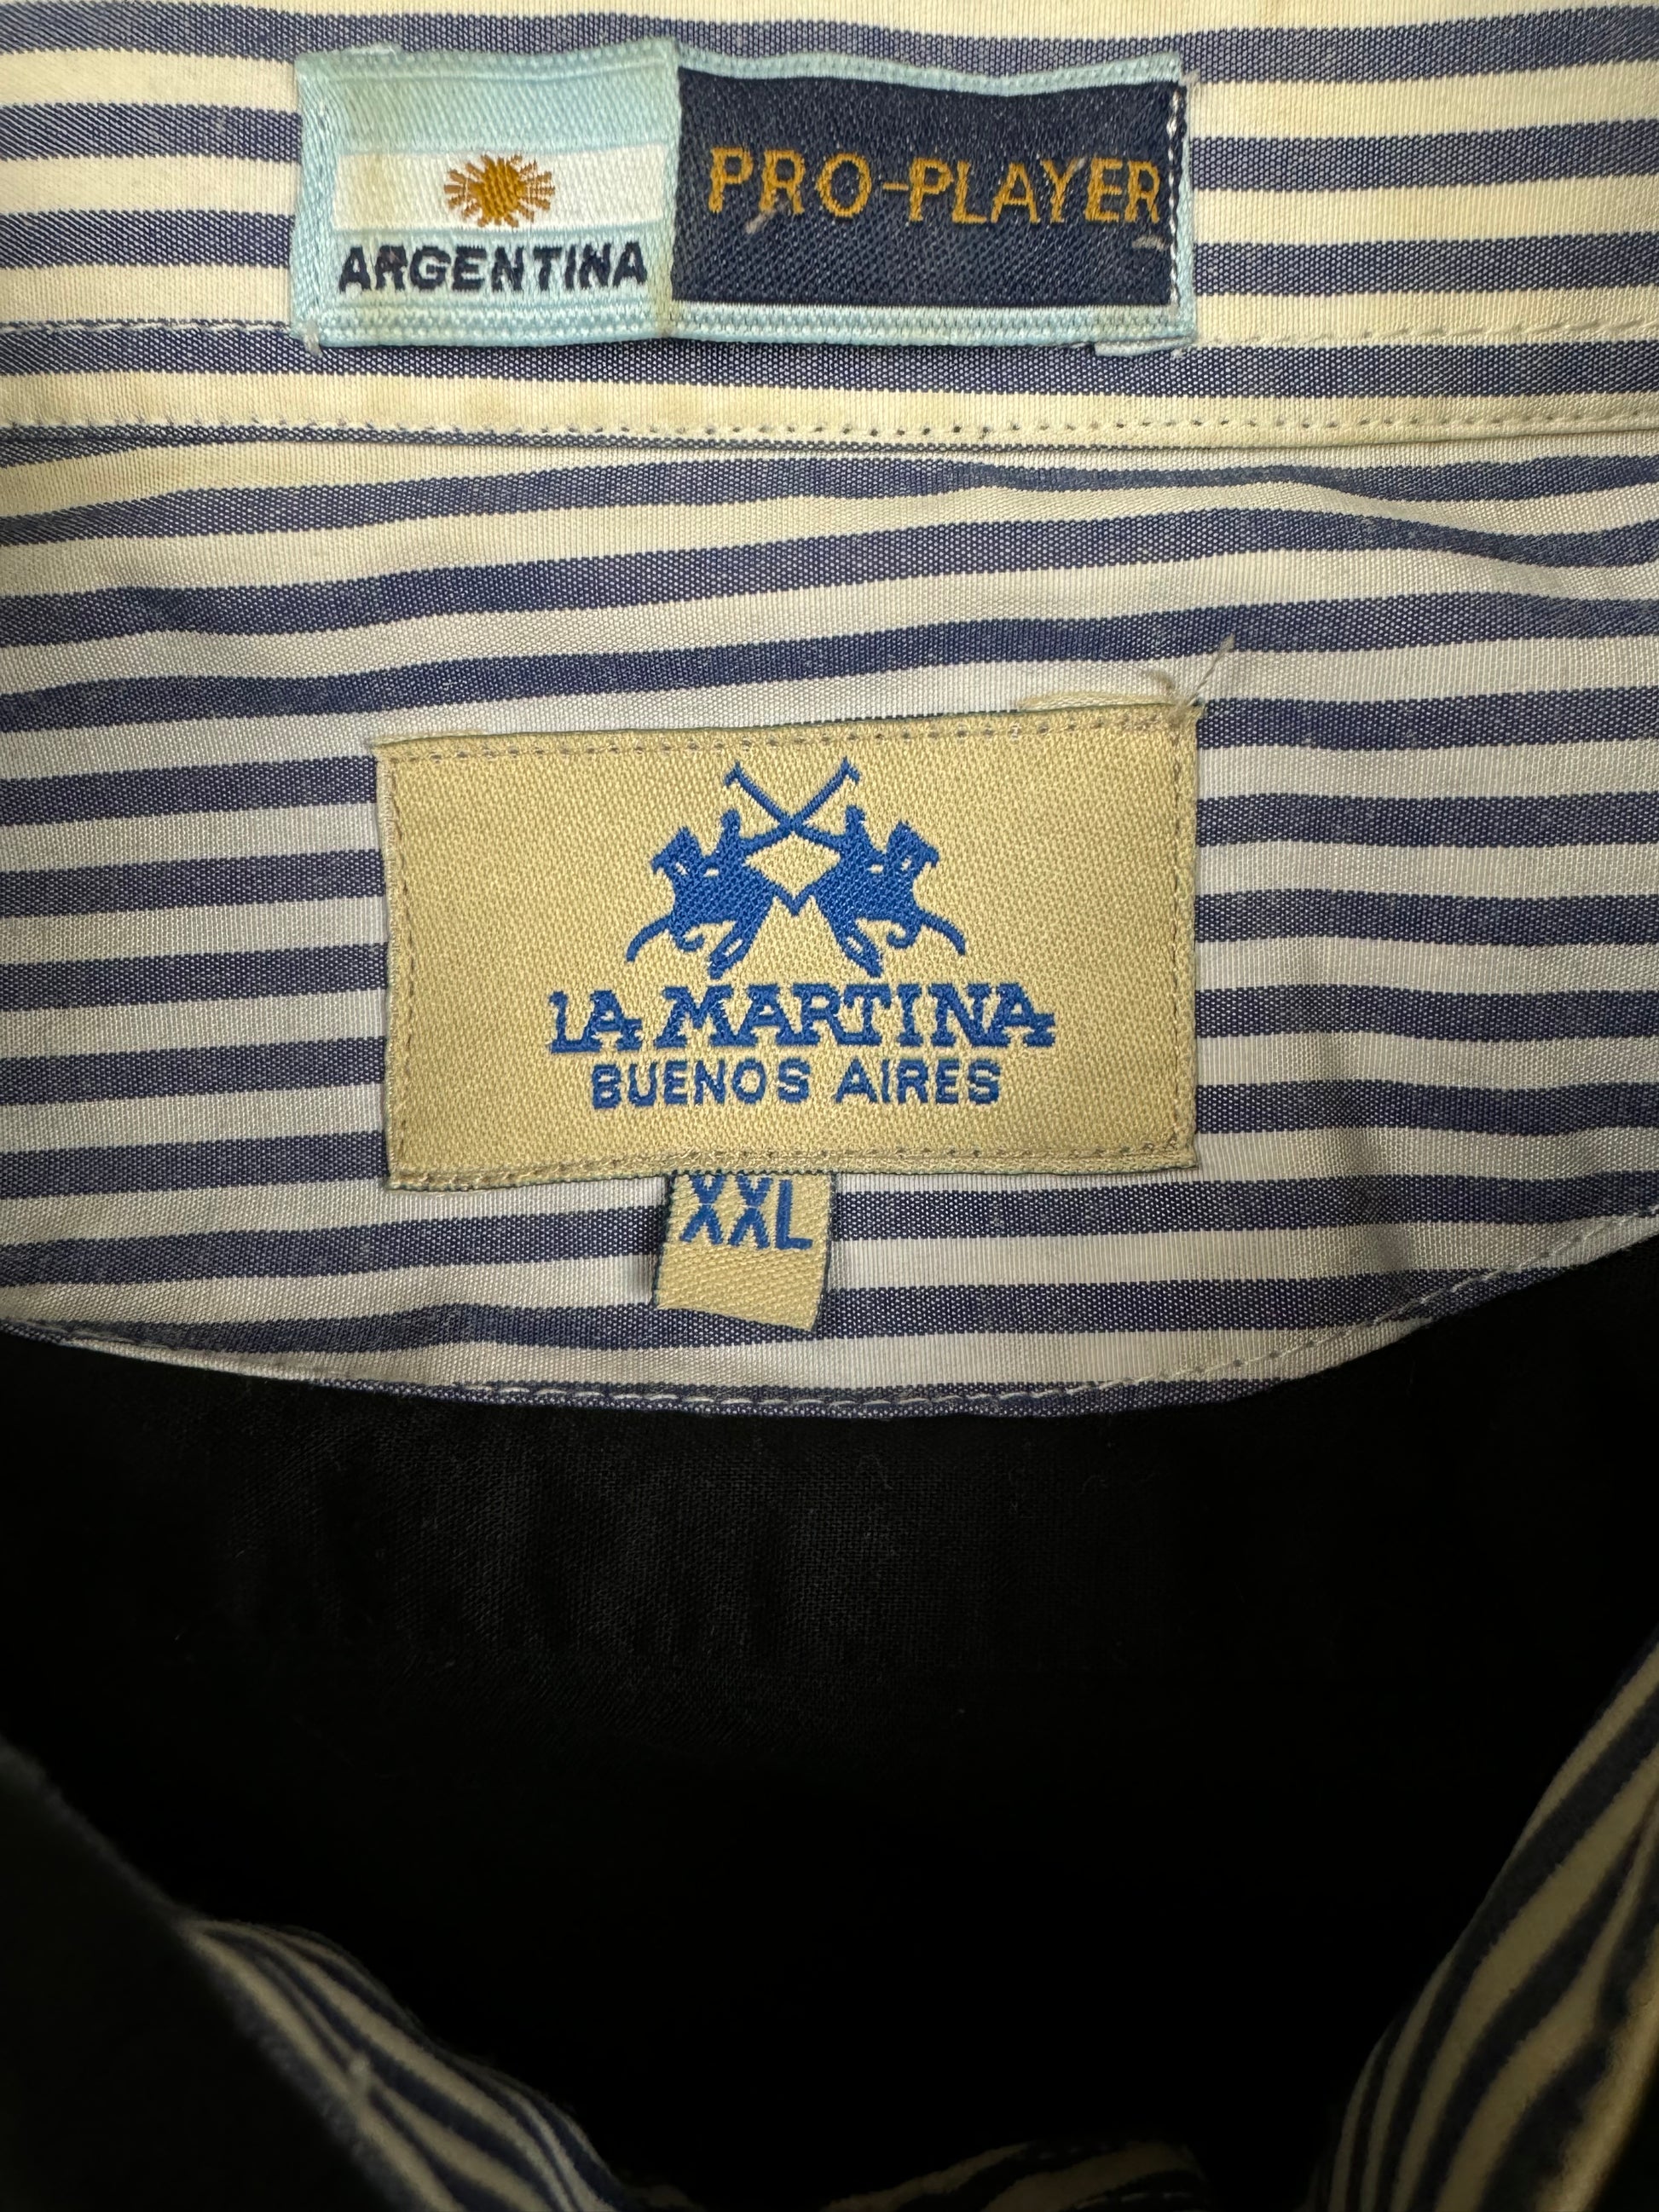 ARGENTINA
PRO-PLAYER
LA MARTINA
BUENOS AIRES
XXL